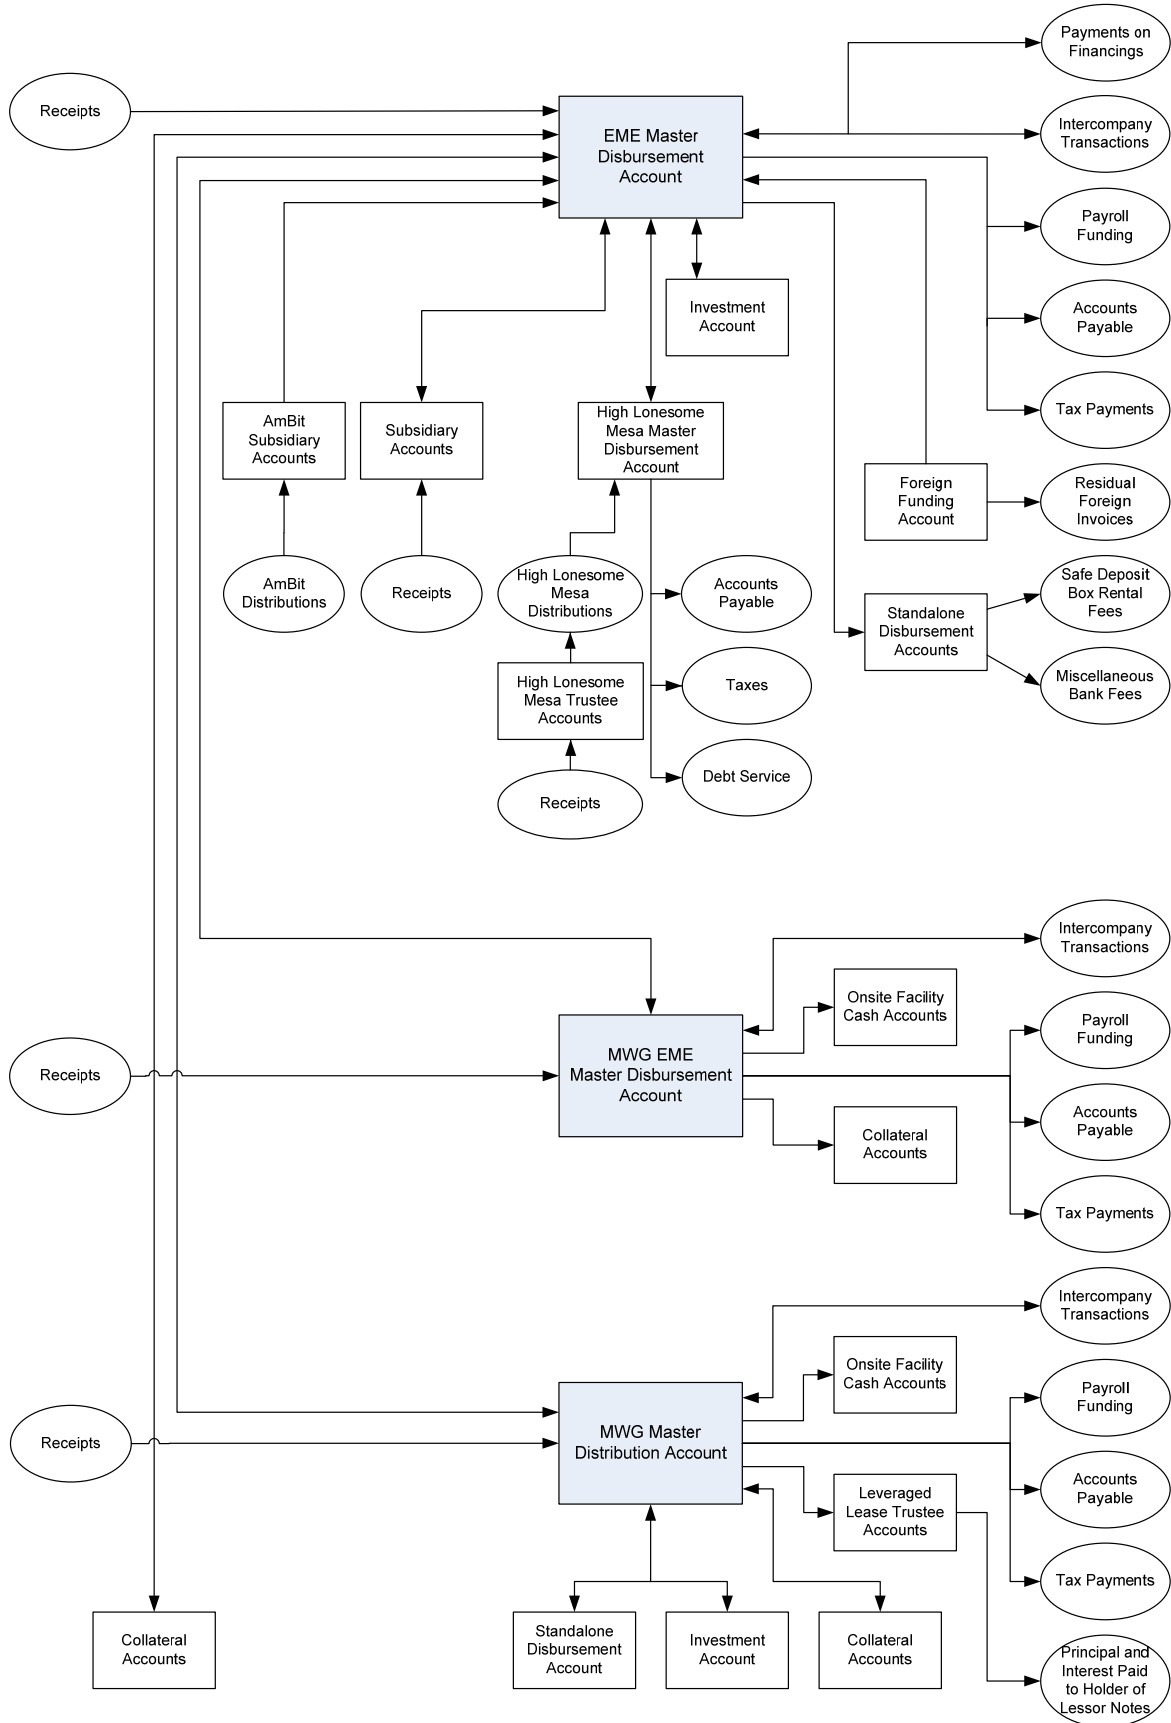 Payments on
Financings
Receipts
EME Master
Disbursement
Account
Intercompany
Transactions
Payroll
Funding
Investment
Account
Accounts
Payable
AmBit
Subsidiary
Accounts
Subsidiary
Accounts
High Lonesome
Mesa Master
Disbursement
Account
Tax Payments
Foreign
Funding
Account
Residual
Foreign
Invoices
AmBit
Distributions
Receipts
High Lonesome
Mesa
Distributions
Accounts
Payable
Safe Deposit
Box Rental
Fees
Standalone
Disbursement
Accounts
High Lonesome
Mesa Trustee
Accounts
Taxes
Miscellaneous
Bank Fees
Debt Service
Receipts
Intercompany
Transactions
Onsite Facility
Cash Accounts
Payroll
Funding
Receipts
MWG EME
Master Disbursement
Account
Accounts
Payable
Collateral
Accounts
Tax Payments
Intercompany
Transactions
Onsite Facility
Cash Accounts
Payroll
Funding
Receipts
MWG Master
Distribution Account
Accounts
Payable
Leveraged
Lease Trustee
Accounts
Tax Payments
Collateral
Accounts
Standalone
Disbursement
Account
Investment
Account
Collateral
Accounts
Principal and
Interest Paid
to Holder of
Lessor Notes